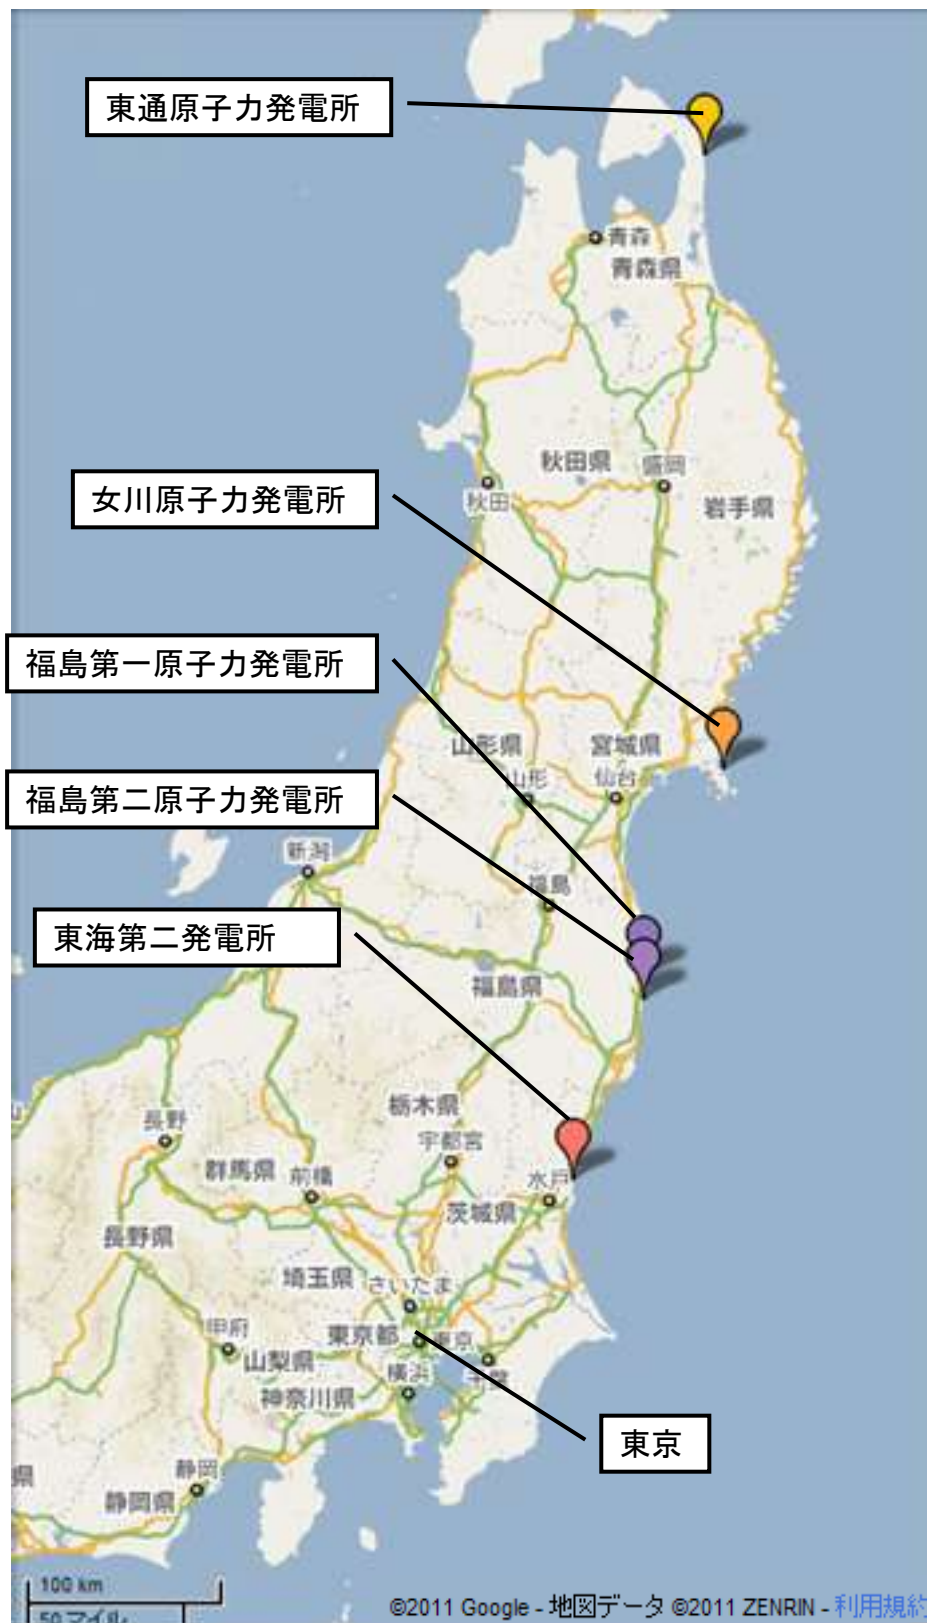 東通原子力発電所
青森
青森県
秋田県
盛岡
女川原子力発電所
秋田
岩手県
福島第一原子力発電所
山形県
宮城県
山形
仙台
福島第二原子力発電所
新潟
福島
東海第二発電所
福島県
栃木県
長野
宇都宮
群馬県
前橋
水戸
茨城県
長野県
埼玉県
さいたま
甲府
東京都
東京
山梨県
千葉
横浜
神奈川県
東京
静岡
県
静岡県
100 km
50 マイル
©2011 Google - 地図データ ©2011 ZENRIN - 利用規約